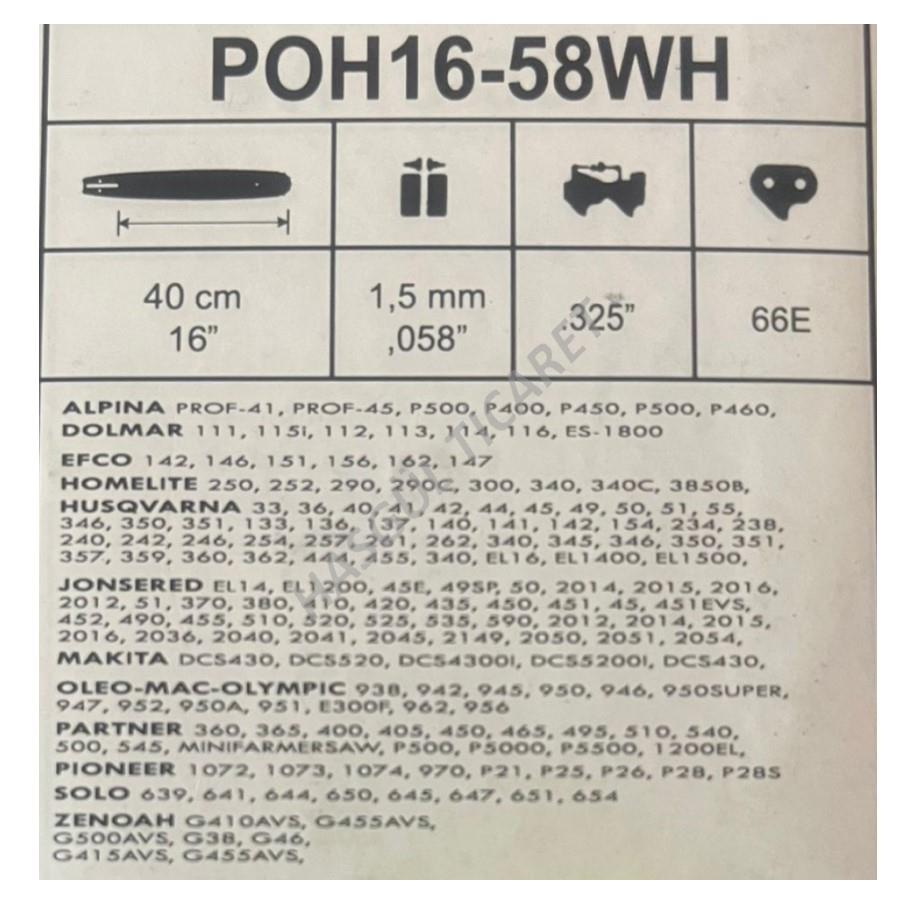 POH16-58WH
40 cm
16”
1,5 mm
,058”
.325”
66E
ALPINA PROF-41, PROF-45, P500, P400, P450, P500, P460,
DOLMAR 111, 115i, 112, 113, 114, 116, ES-1800
EFCO 142, 146, 151, 156, 162, 147
HOMELITE 250, 252, 290, 290C, 300, 340, 340C, 3850B,
HUSQVARNA 33, 36, 40, 41, 42, 44, 45, 49, 50, 51, 55,
346, 350, 351, 133, 136, 137, 140, 141, 142, 154, 234, 238,
240, 242, 246, 254, 257, 261, 262, 340, 345, 346, 350, 351,
357, 359, 360, 362, 444, 455, 340, EL16, EL1400, EL1500,
JONSERED EL14, EL1200, 45E, 49SP, 50, 2014, 2015, 2016,
2012, 51, 370, 380, 410, 420, 435, 450, 451, 45, 451EVS,
452, 490, 455, 510, 520, 525, 535, 590, 2012, 2014, 2015,
2016, 2036, 2040, 2041, 2045, 2149, 2050, 2051, 2054,
MAKITA DCS430, DCS520, DCS4300I, DCS5200I, DCS430,
OLEO-MAC-OLYMPIC 938, 942, 945, 950, 946, 950SUPER,
947, 952, 950A, 951, E300F, 962, 956
PARTNER 360, 365, 400, 405, 450, 465, 495, 510, 540,
500, 545, MINIFARMERSAW, P500, P5000, P5500, 1200EL,
PIONEER 1072, 1073, 1074, 970, P21, P25, P26, P28, P28S
SOLO 639, 641, 644, 650, 645, 647, 651, 654
ZENOAH G410AVS, G455AVS,
G500AVS, G38, G46,
G415AVS, G455AVS,
HASGÜL TICARET